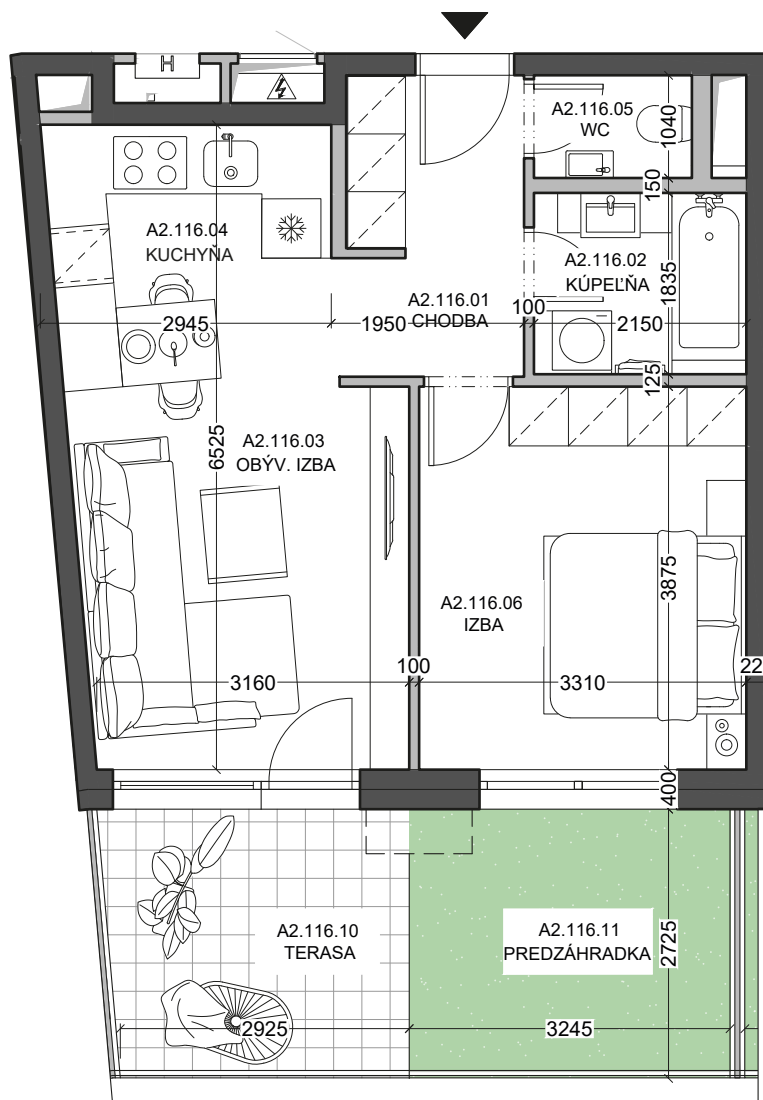 H
A2.116.05
WC
1040
150
A2.116.04
KUCHYŇA
A2.116.02
KÚPEĽŇA
1835
A2.116.01
CHODBA
2945
1950
100
2150
125
A2.116.03
OBÝV. IZBA
6525
3875
A2.116.06
IZBA
3160
100
3310
22
400
A2.116.10
TERASA
A2.116.11
PREDZÁHRADKA
2725
2925
3245